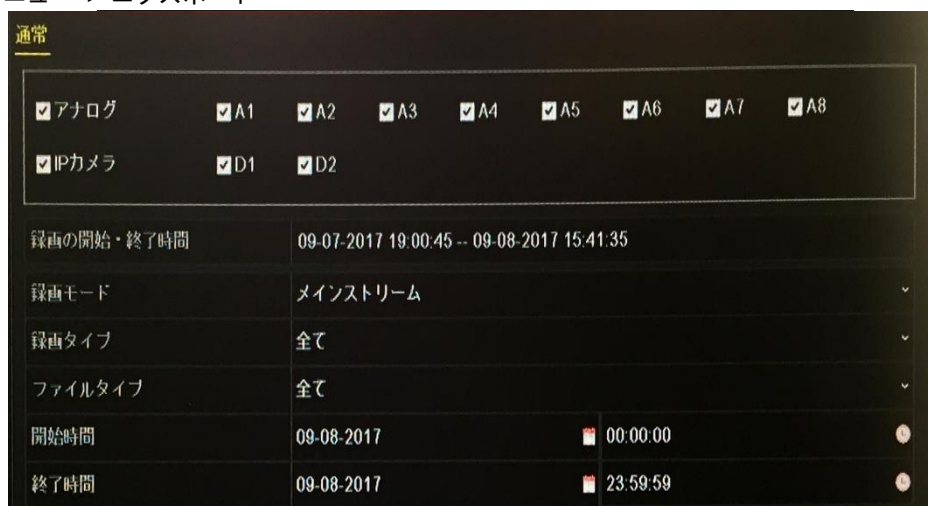 通常
アナログ A1 A2 A3 A4 A5 A6 A7 A8
IPカメラ D1 D2
録画の開始・終了時間 09-07-2017 19:00:45 -- 09-08-2017 15:41:35
録画モード メインストリーム
録画タイプ 全て
ファイルタイプ 全て
開始時間 09-08-2017 00:00:00
終了時間 09-08-2017 23:59:59